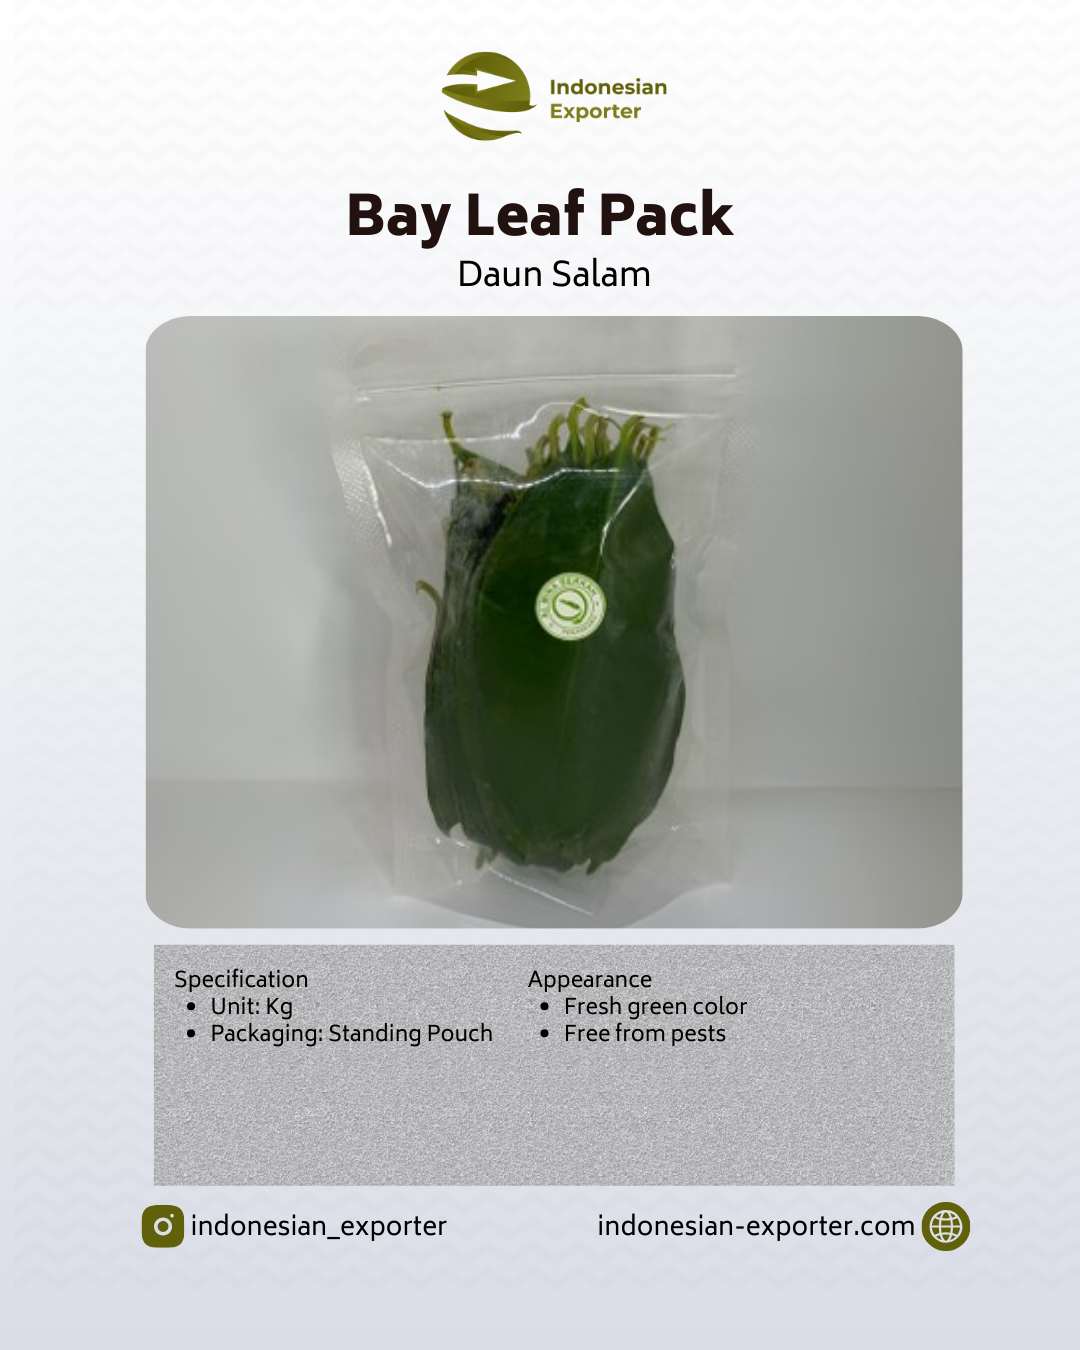 Indonesian
Exporter
Bay Leaf Pack
Daun Salam
Specification
• Unit: Kg
• Packaging: Standing Pouch
Appearance
• Fresh green color
• Free from pests
indonesian_exporter
indonesian-exporter.com